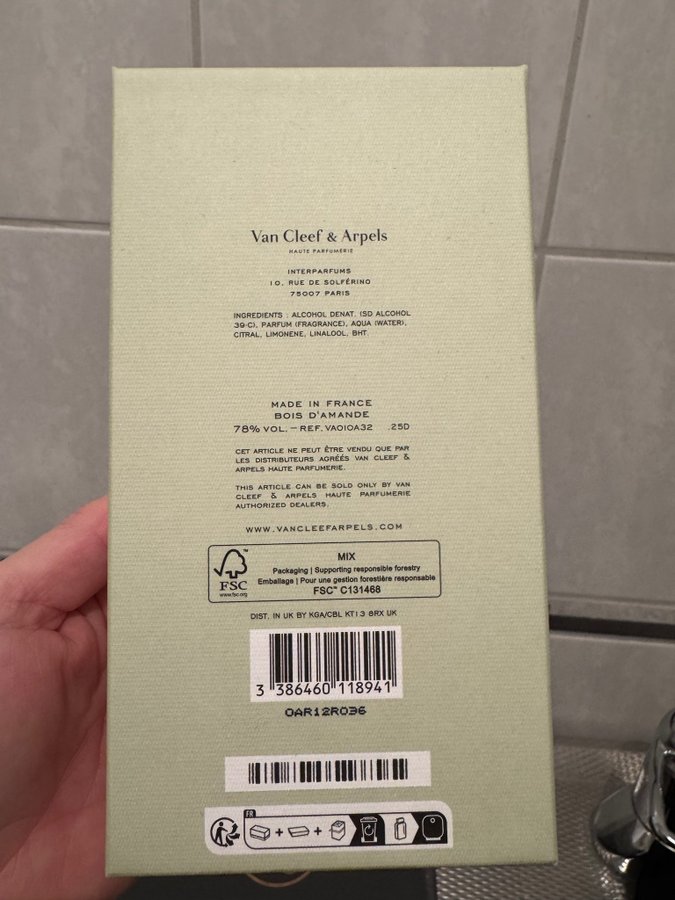 Van Cleef & Arpels
HAUTE PARFUMERIE
INTERPARFUMS
10, RUE DE SOLFÉRINO
75007 PARIS
INGREDIENTS : ALCOHOL DENAT. (SD ALCOHOL
39-C), PARFUM (FRAGRANCE), AQUA (WATER),
CITRAL, LIMONENE, LINALOOL, BHT.
MADE IN FRANCE
BOIS D'AMANDE
78% VOL. – REF. VA010A32 .25D
CET ARTICLE NE PEUT ÊTRE VENDU QUE PAR
LES DISTRIBUTEURS AGRÉÉS VAN CLEEF &
ARPELS HAUTE PARFUMERIE.
THIS ARTICLE CAN BE SOLD ONLY BY VAN
CLEEF & ARPELS HAUTE PARFUMERIE
AUTHORIZED DEALERS.
WWW.VANCLEEFARPELS.COM
FSC™
www.fsc.org
MIX
Packaging | Supporting responsible forestry
Emballage | Pour une gestion forestière responsable
FSC™ C131468
DIST. IN UK BY KGA/CBL KT13 8RX UK
3 386460 118941
OAR12R036
FR